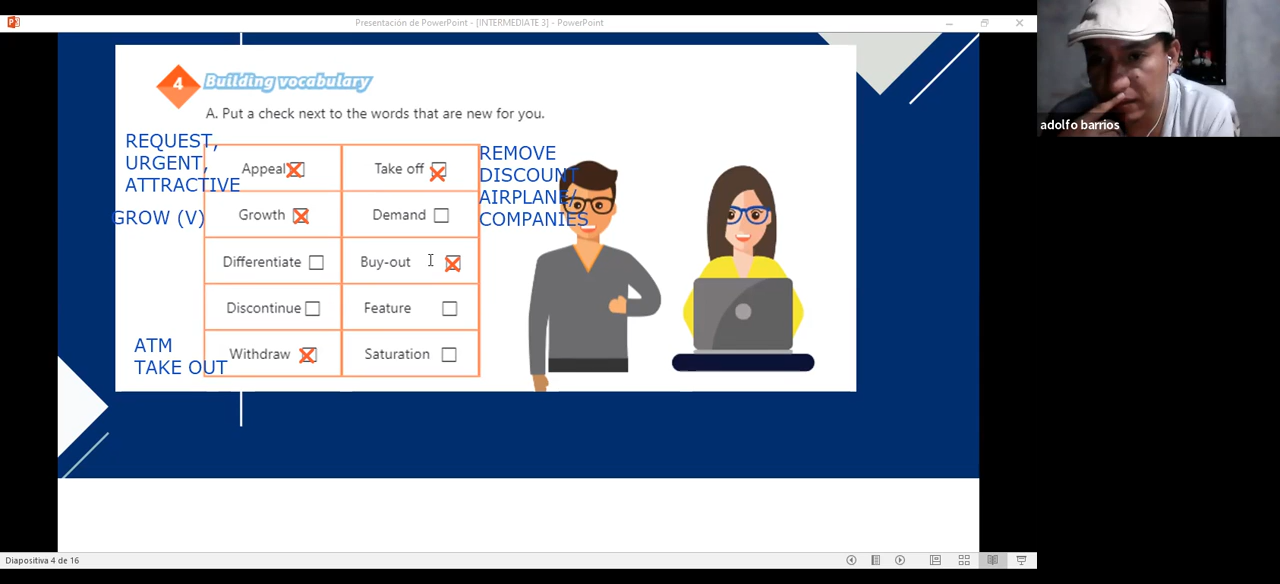 Presentación de PowerPoint - [INTERMEDIATE 3] - PowerPoint
adolfo barrios
4 Building vocabulary
A. Put a check next to the words that are new for you.
REQUEST,
URGENT,
ATTRACTIVE
GROW (V)
ATM
TAKE OUT
Appeal
Take off
Growth
Demand
Differentiate
Buy-out
Discontinue
Feature
Withdraw
Saturation
REMOVE
DISCOUNT
AIRPLANE/
COMPANIES
Diapositiva 4 de 16